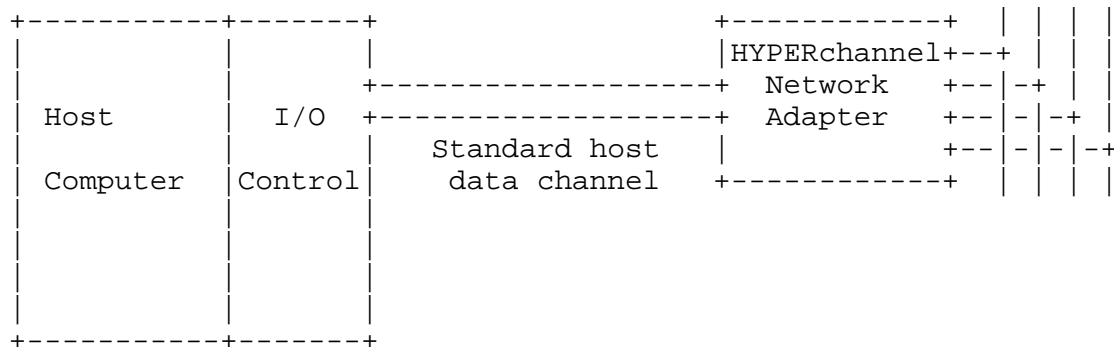 HYPERchannel
Network
Host I/O Adapter
Standard host
Computer Control data channel